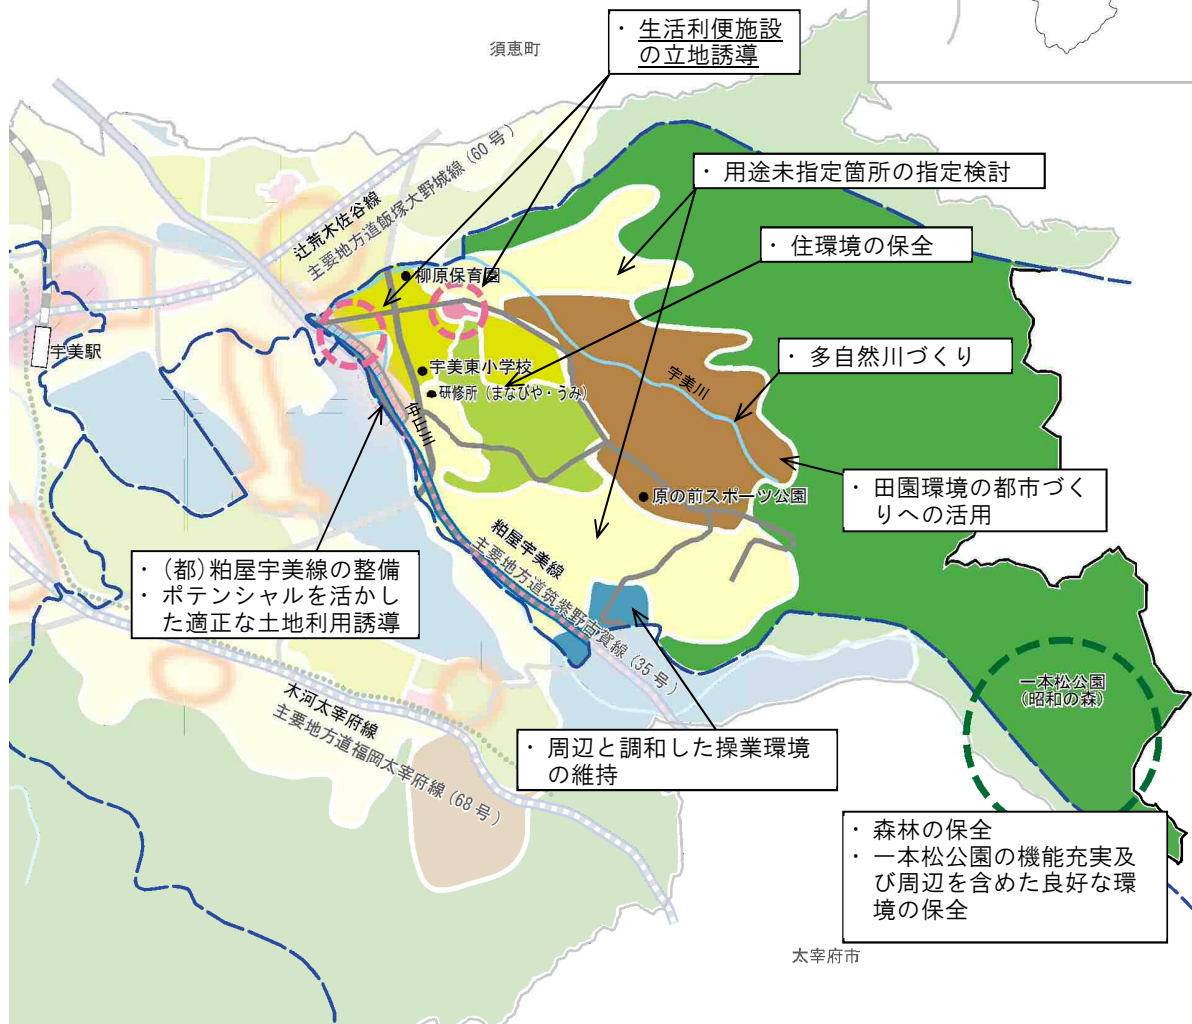 ・ 生活利便施設
の立地誘導
須恵町
・ 用途未指定箇所の指定検討
辻荒木佐谷線
主要地方道飯塚大野城線（60号）
・ 住環境の保全
柳原保育園
宇美駅
・ 多自然川づくり
宇美川
宇美東小学校
研修所（まなびや・うみ）
・ 田園環境の都市づく
りへの活用
原の前スポーツ公園
粕屋宇美線
主要地方道筑紫野古賀線（35号）
・ (都)粕屋宇美線の整備
・ ポテンシャルを活かし
た適正な土地利用誘導
一本松公園
（昭和の森）
木河太宰府線
主要地方道福岡太宰府線（68号）
・ 周辺と調和した操業環境
の維持
・ 森林の保全
・ 一本松公園の機能充実及
び周辺を含めた良好な環
境の保全
太宰府市